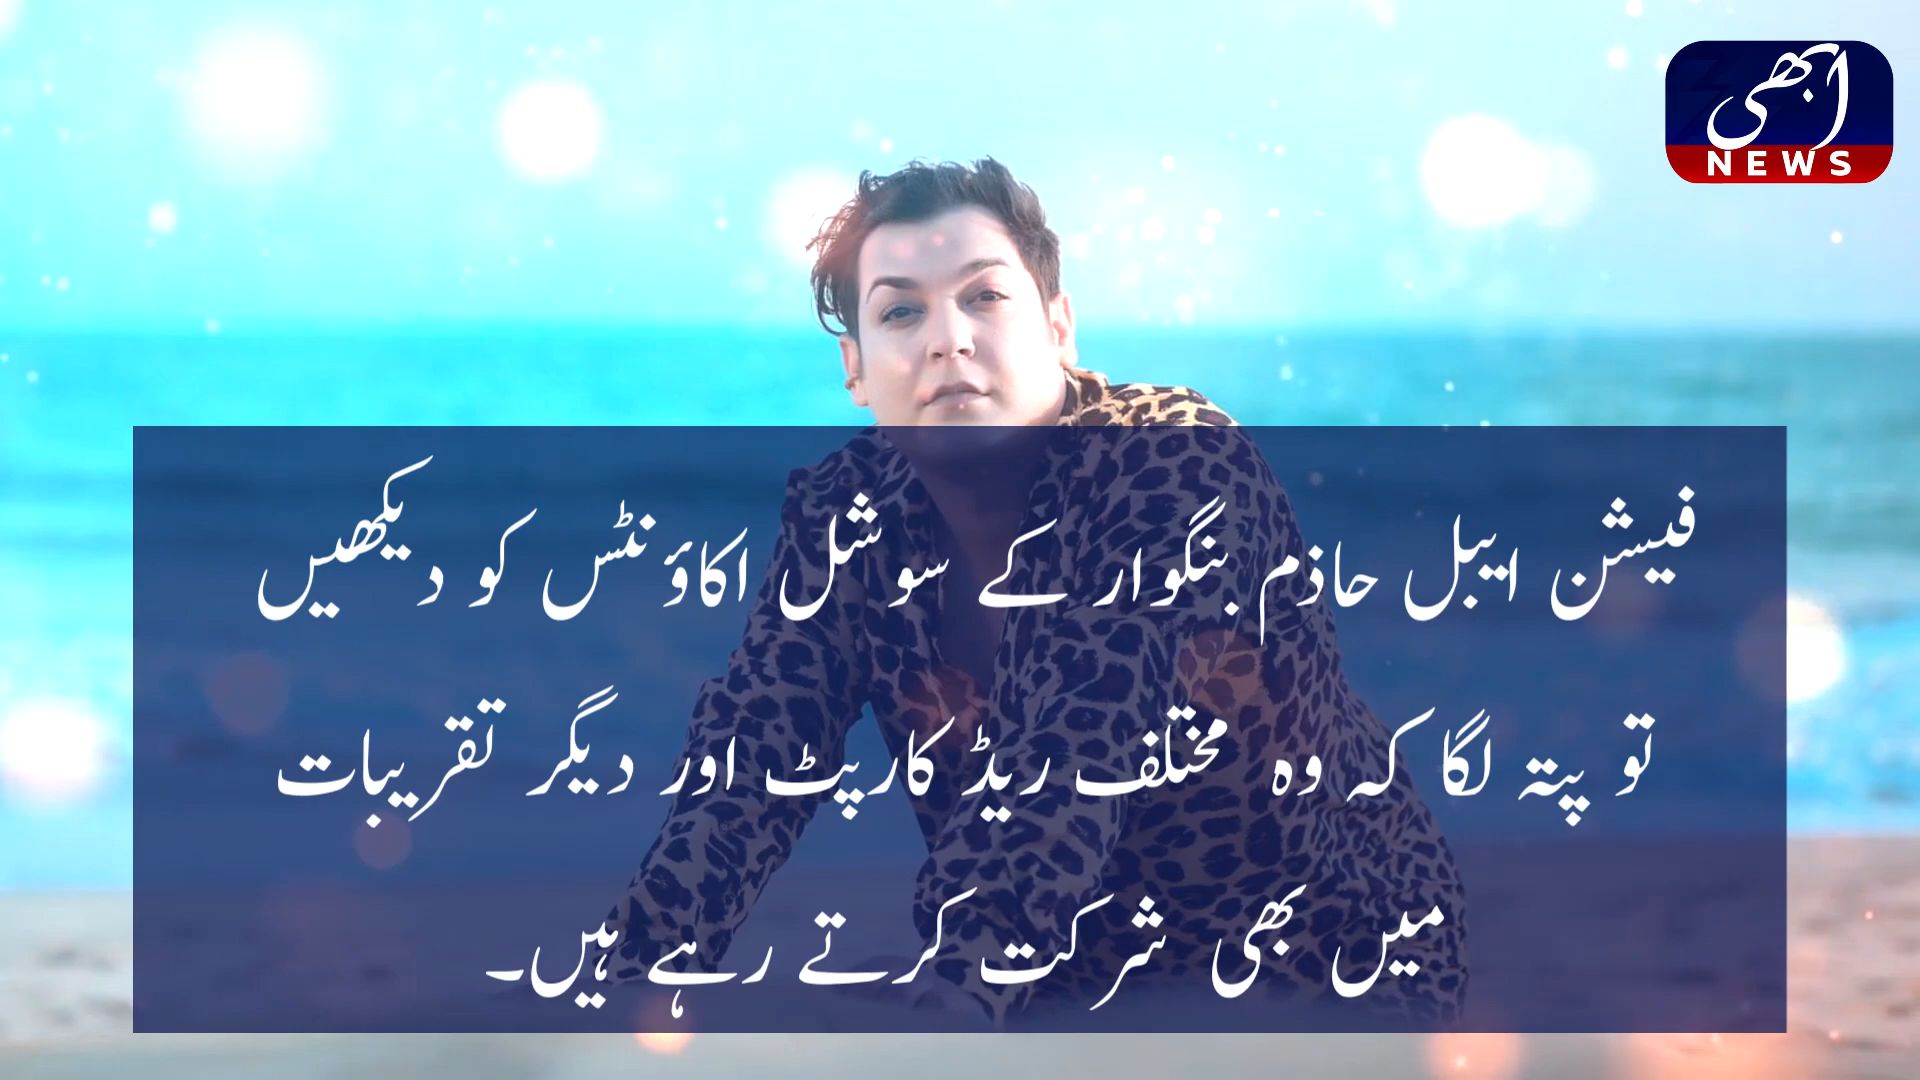 ابھی
NEWS
فیشن ایبل حاذم بنگوار کے سوشل اکاؤنٹس کو دیکھیں
تو پتہ لگا کہ وہ مختلف ریڈ کارپٹ اور دیگر تقریبات
میں بھی شرکت کرتے رہے ہیں۔